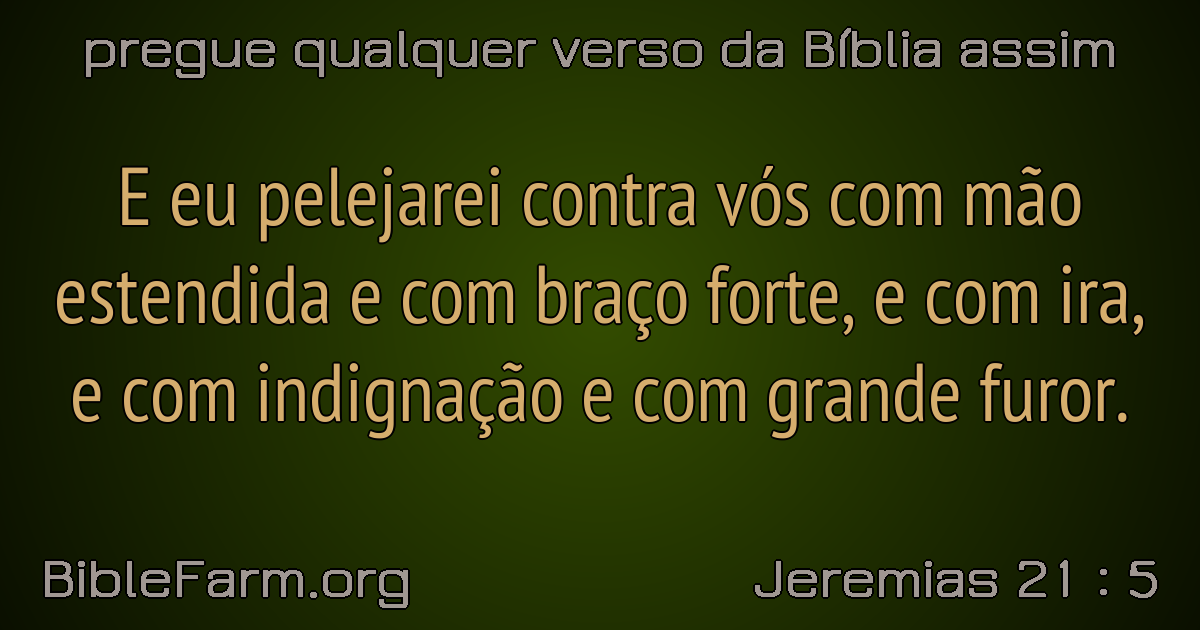 pregue qualquer verso da Bíblia assim
E eu pelejarei contra vós com mão
estendida e com braço forte, e com ira,
e com indignação e com grande furor.
BibleFarm.org
Jeremias 21 : 5